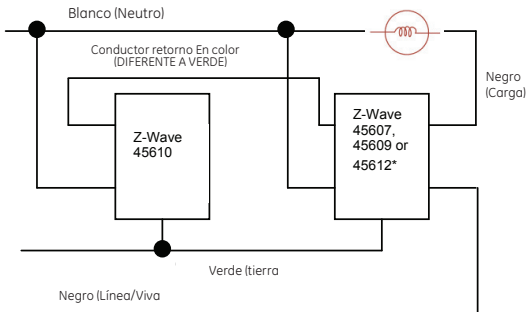 Blanco (Neutro)
Conductor retorno En color
(DIFERENTE A VERDE)
Negro
(Carga)
Z-Wave
45610
Z-Wave
45607,
45609 or
45612*
Verde (tierra
Negro (Línea/Viva